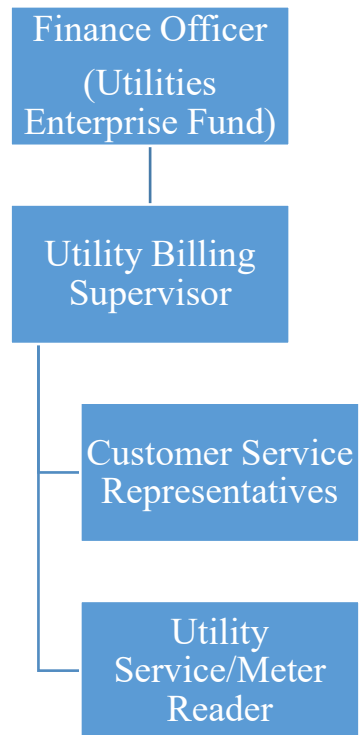 Finance Officer
(Utilities
Enterprise Fund)
Utility Billing
Supervisor
Customer Service
Representatives
Utility
Service/Meter
Reader